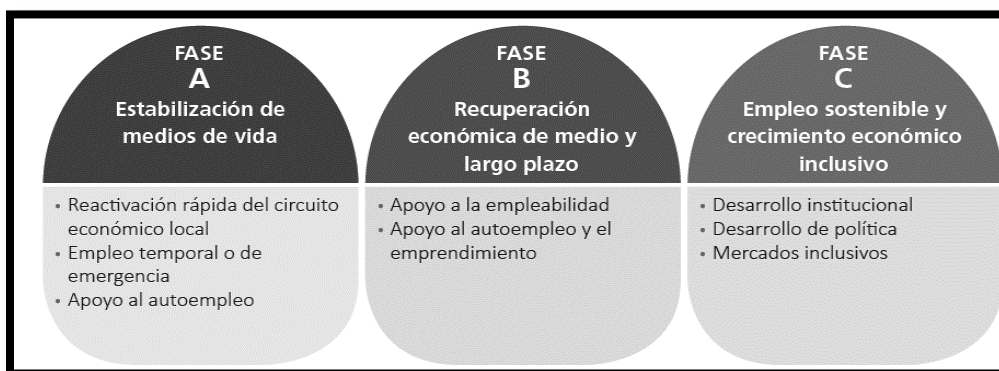 FASE
A
Estabilización de
medios de vida
• Reactivación rápida del circuito
económico local
• Empleo temporal o de
emergencia
• Apoyo al autoempleo
FASE
B
Recuperación
económica de medio y
largo plazo
• Apoyo a la empleabilidad
• Apoyo al autoempleo y el
emprendimiento
FASE
C
Empleo sostenible y
crecimiento económico
inclusivo
• Desarrollo institucional
• Desarrollo de política
• Mercados inclusivos